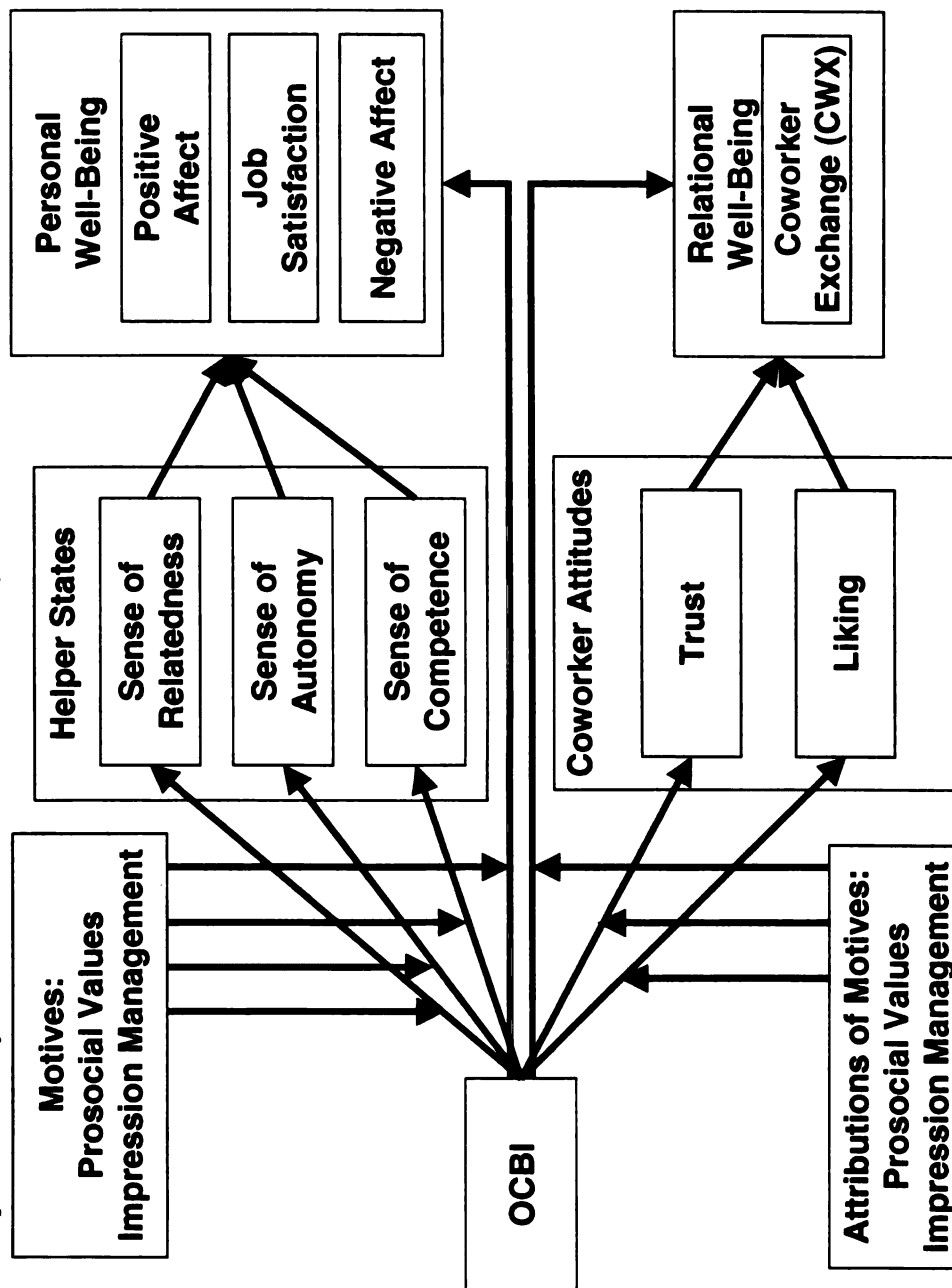 Motives:
Prosocial Values
Impression Management
OCBI
Attributions of Motives:
Prosocial Values
Impression Management
Helper States
Sense of
Relatedness
Sense of
Autonomy
Sense of
Competence
Coworker Attitudes
Trust
Liking
Personal
Well-Being
Positive
Affect
Job
Satisfaction
Negative Affect
Relational
Well-Being
Coworker
Exchange (CWX)